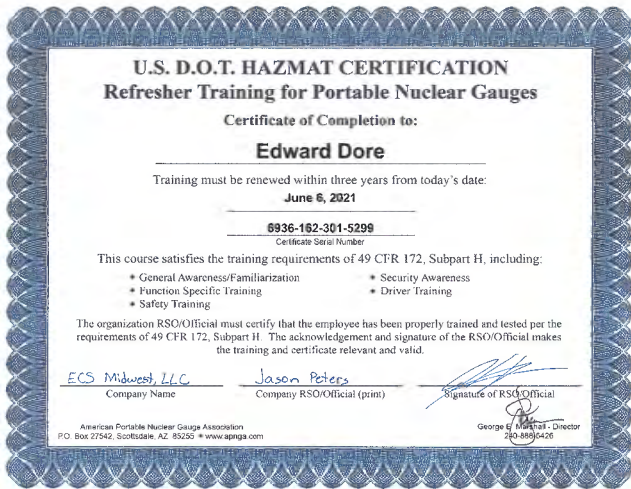 U.S. D.O.T. HAZMAT CERTIFICATION
Refresher Training for Portable Nuclear Gauges
Certificate of Completion to:
Edward Dore
Training must be renewed within three years from today's date:
June 6, 2021
6936-162-301-5299
Certificate Serial Number
This course satisfies the training requirements of 49 CFR 172, Subpart H, including:
* General Awareness/Familiarization
* Function Specific Training
* Safety Training
* Security Awareness
* Driver Training
The organization RSO/Official must certify that the employee has been properly trained and tested per the
requirements of 49 CFR 172, Subpart H. The acknowledgement and signature of the RSO/Official makes
the training and certificate relevant and valid.
ECS Midwest, LLC
Company Name
Jason Peters
Company RSO/Official (print)
Signature of RSO/Official
American Portable Nuclear Gauge Association
P.O. Box 27542, Scottsdale, AZ 85255 * www.apnga.com
George E. Marshall - Director
240-888-6426